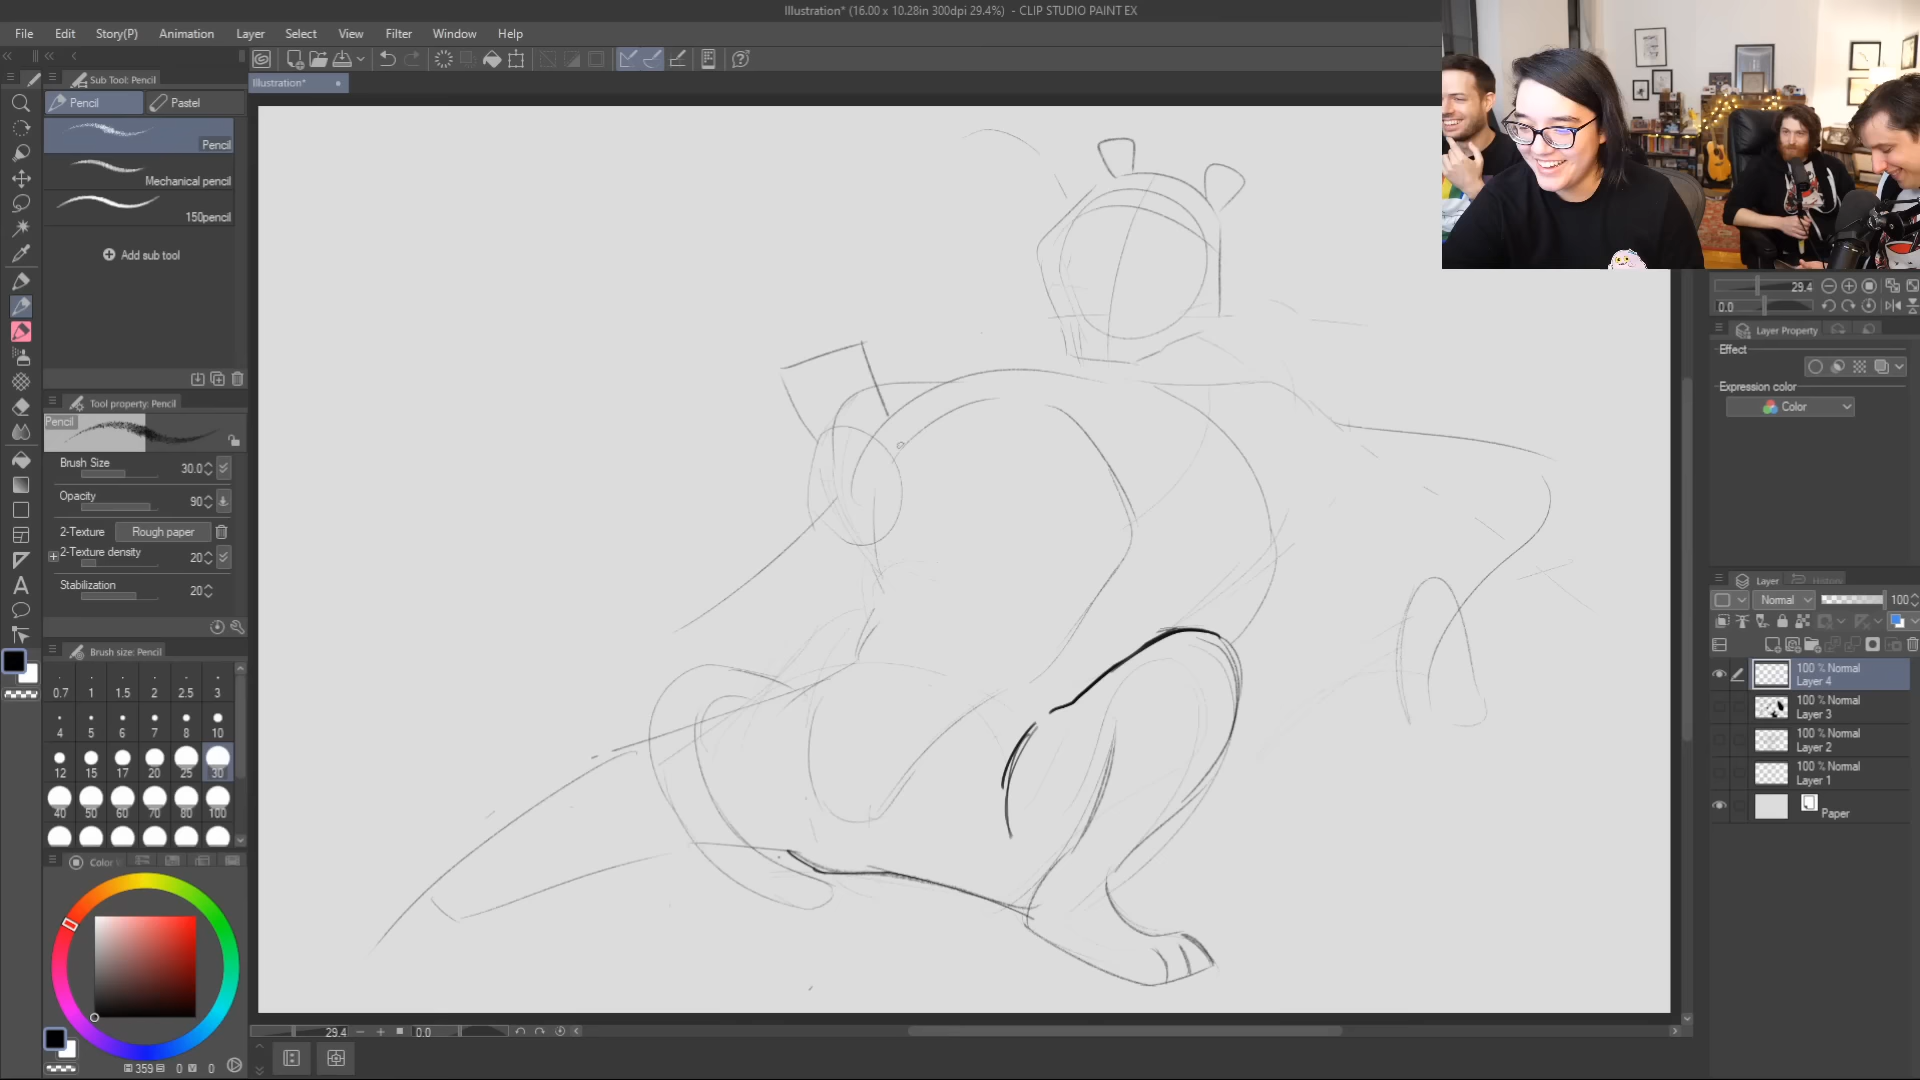 Illustration* (16.00 x 10.28in 300dpi 29.4%) - CLIP STUDIO PAINT EX
File Edit Story(P) Animation Layer Select View Filter Window Help
Sub Tool: Pencil
Illustration*
Pencil Pastel
Pencil
Mechanical pencil
150pencil
Add sub tool
Tool property: Pencil
Pencil
Brush Size 30.0
Opacity 90
2-Texture Rough paper
2-Texture density 20
Stabilization 20
Brush size: Pencil
0.7 1 1.5 2 2.5 3
4 5 6 7 8 10
12 15 17 20 25 30
40 50 60 70 80 100
Color
359 0 0
29.4 0.0
29.4
0.0
Layer Property
Effect
Expression color
Color
Layer History
Normal 100
100 % Normal
Layer 4
100 % Normal
Layer 3
100 % Normal
Layer 2
100 % Normal
Layer 1
Paper